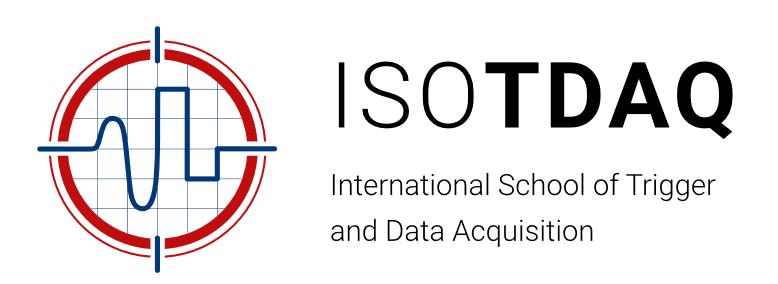 ISOTDAQ
International School of Trigger
and Data Acquisition